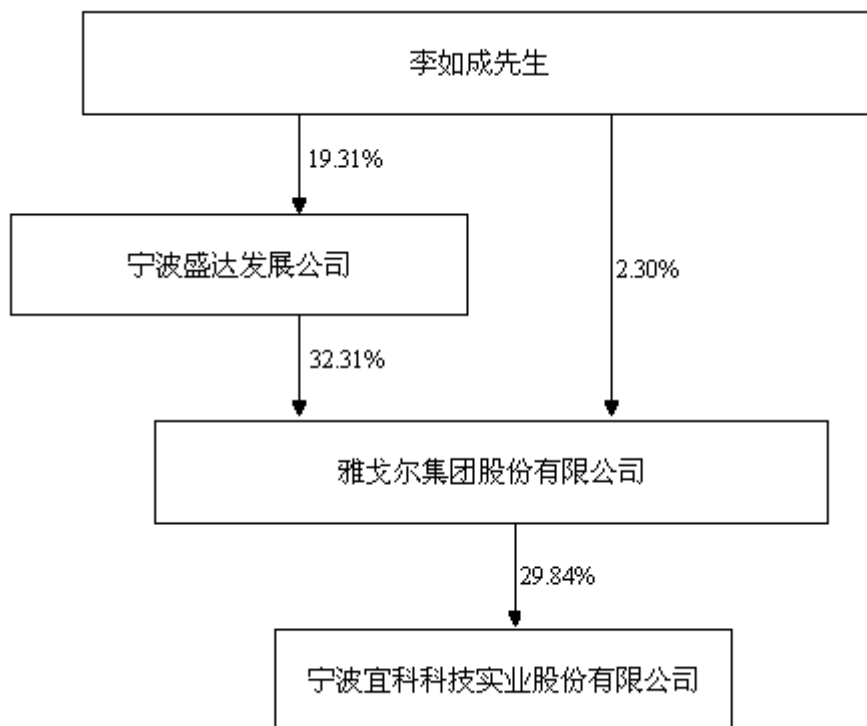 李如成先生
19.31%
宁波盛达发展公司
2.30%
32.31%
雅戈尔集团股份有限公司
29.84%
宁波宜科科技实业股份有限公司